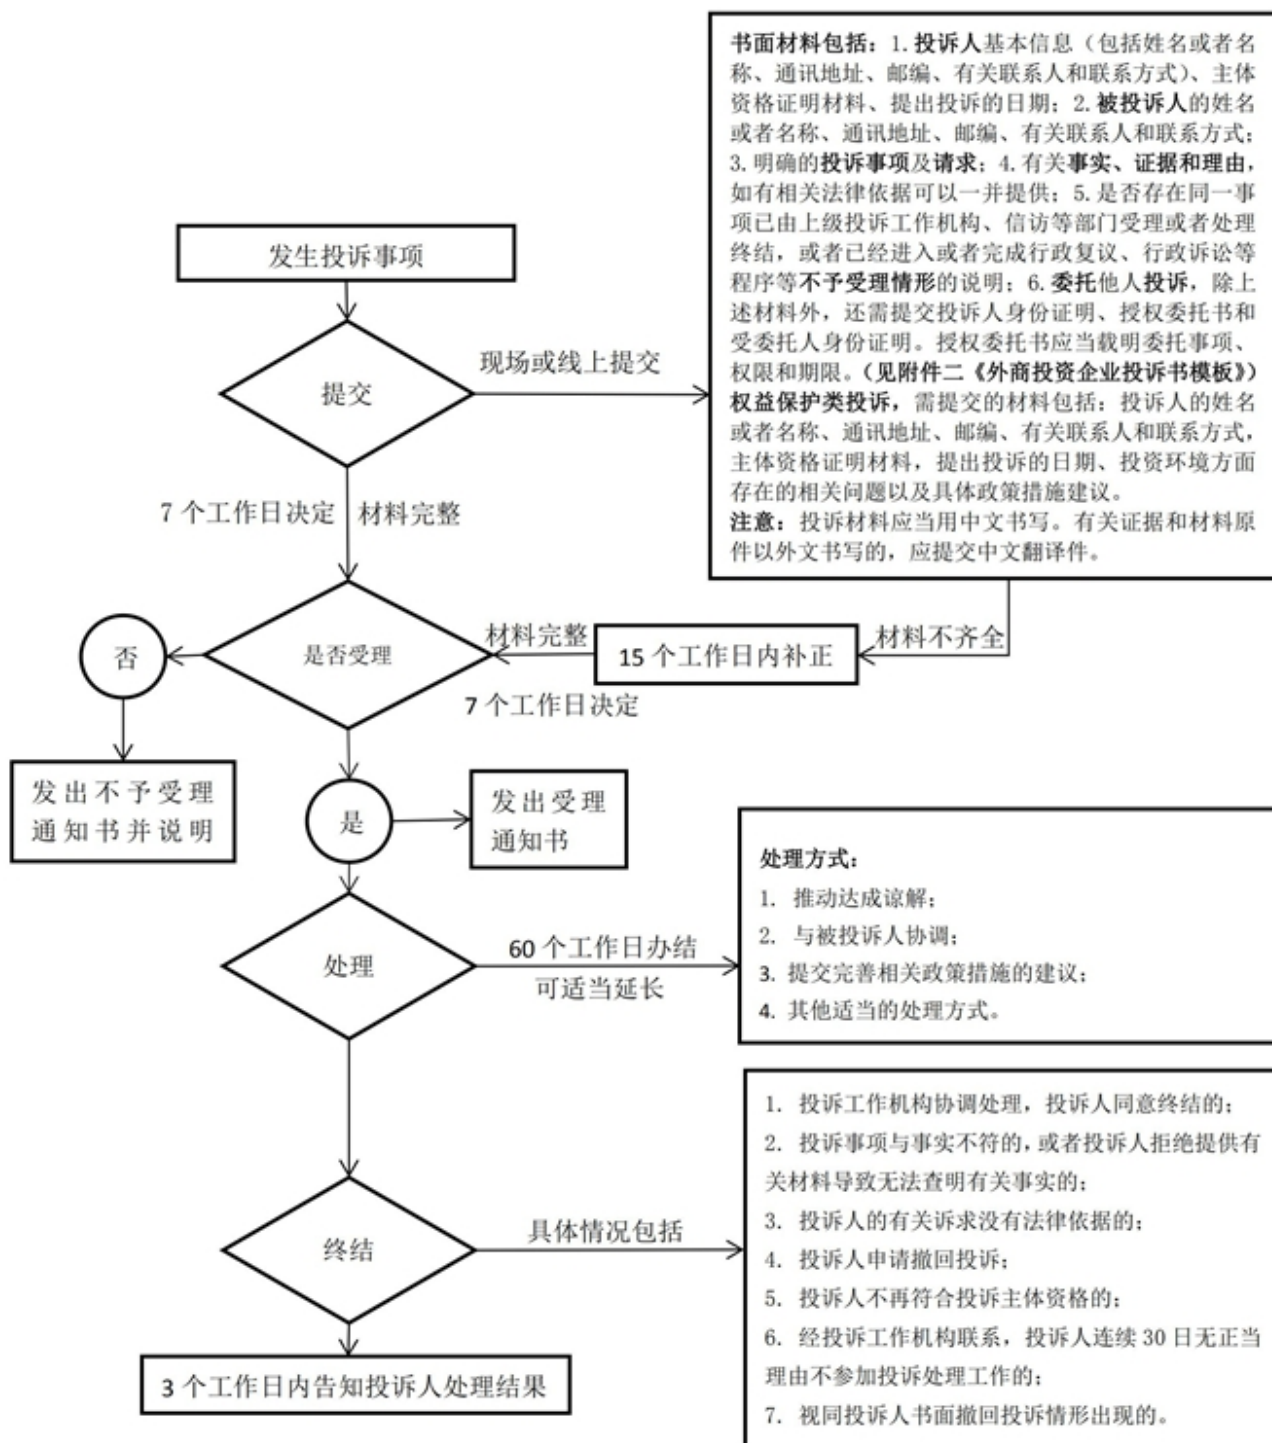 书面材料包括：1.投诉人基本信息（包括姓名或者名
称、通讯地址、邮编、有关联系人和联系方式）、主体
资格证明材料、提出投诉的日期；2.被投诉人的姓名
或者名称、通讯地址、邮编、有关联系人和联系方式；
3.明确的投诉事项及请求；4.有关事实、证据和理由，
如有相关法律依据可以一并提供；5.是否存在同一事
项已由上级投诉工作机构、信访等部门受理或者处理
终结，或者已经进入或者完成行政复议、行政诉讼等
程序等不予受理情形的说明；6.委托他人投诉，除上
述材料外，还需提交投诉人身份证明、授权委托书和
受委托人身份证明。授权委托书应当载明委托事项、
权限和期限。（见附件二《外商投资企业投诉书模板》）
权益保护类投诉，需提交的材料包括：投诉人的姓名
或者名称、通讯地址、邮编、有关联系人和联系方式，
主体资格证明材料，提出投诉的日期、投资环境方面
存在的相关问题以及具体政策措施建议。
注意：投诉材料应当用中文书写。有关证据和材料原
件以外文书写的，应提交中文翻译件。
发生投诉事项
现场或线上提交
提交
7 个工作日决定
材料完整
否
是否受理
材料完整
15 个工作日内补正
材料不齐全
7 个工作日决定
发出不予受理
通知书并说明
是
发出受理
通知书
处理
60 个工作日办结
可适当延长
处理方式：
1. 推动达成谅解；
2. 与被投诉人协调；
3. 提交完善相关政策措施的建议；
4. 其他适当的处理方式。
终结
具体情况包括
1. 投诉工作机构协调处理，投诉人同意终结的；
2. 投诉事项与事实不符的，或者投诉人拒绝提供有
关材料导致无法查明有关事实的；
3. 投诉人的有关诉求没有法律依据的；
4. 投诉人申请撤回投诉；
5. 投诉人不再符合投诉主体资格的；
6. 经投诉工作机构联系，投诉人连续 30 日无正当
理由不参加投诉处理工作的；
7. 视同投诉人书面撤回投诉情形出现的。
3 个工作日内告知投诉人处理结果